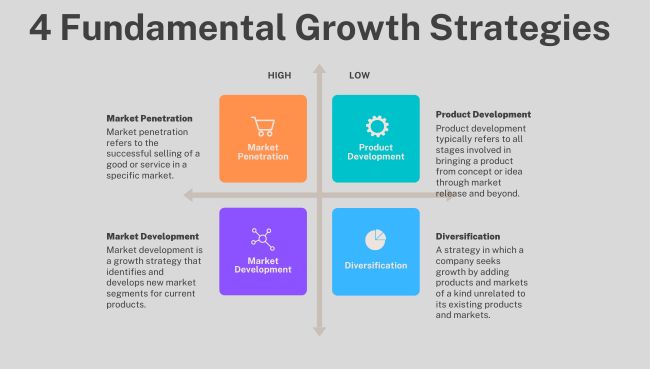 4 Fundamental Growth Strategies
HIGH
LOW
Market Penetration
Market penetration
refers to the
successful selling of a
good or service in a
specific market.
Market
Penetration
Product
Development
Product Development
Product development
typically refers to all
stages involved in
bringing a product
from concept or idea
through market
release and beyond.
Market Development
Market development is
a growth strategy that
identifies and
develops new market
segments for current
products.
Market
Development
Diversification
Diversification
A strategy in which a
company seeks
growth by adding
products and markets
of a kind unrelated to
its existing products
and markets.